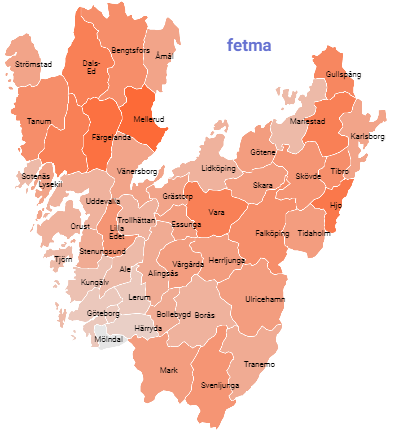 fetma
Bengtsfors
Åmål
Strömstad
Dals-
Ed
Gullspång
Tanum
Mellerud
Färgelanda
Mariestad
Karlsborg
Götene
Sotenäs
Lysekil
Vänersborg
Lidköping
Skara
Skövde
Tibro
Uddevalla
Grästorp
Hjo
Orust
Trollhättan
Essunga
Vara
Lilla
Edet
Falköping
Tidaholm
Stenungsund
Tjörn
Ale
Alingsås
Vårgårda
Herrljunga
Kungälv
Lerum
Ulricehamn
Göteborg
Bollebygd
Borås
Härryda
Mölndal
Mark
Svenljunga
Tranemo